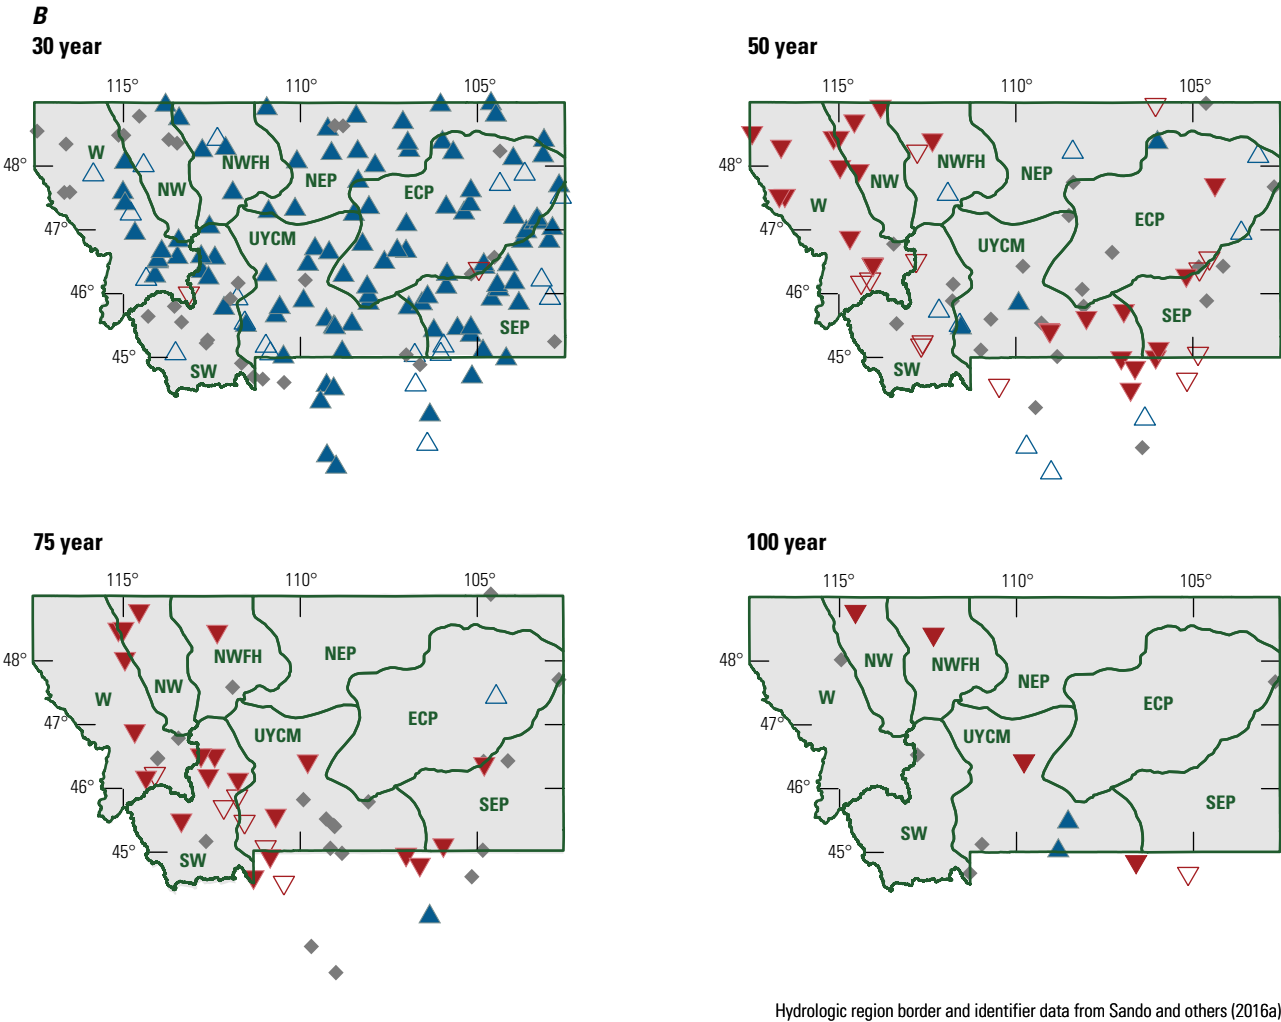 B
30 year
115° 110° 105°
48°
47°
46°
45°
W
NW
NWFH
NEP
ECP
UYCM
SEP
SW
50 year
115° 110° 105°
48°
47°
46°
45°
W
NW
NWFH
NEP
ECP
UYCM
SEP
SW
75 year
115° 110° 105°
48°
47°
46°
45°
W
NW
NWFH
NEP
ECP
UYCM
SEP
SW
100 year
115° 110° 105°
48°
47°
46°
45°
W
NW
NWFH
NEP
ECP
UYCM
SEP
SW
Hydrologic region border and identifier data from Sando and others (2016a)